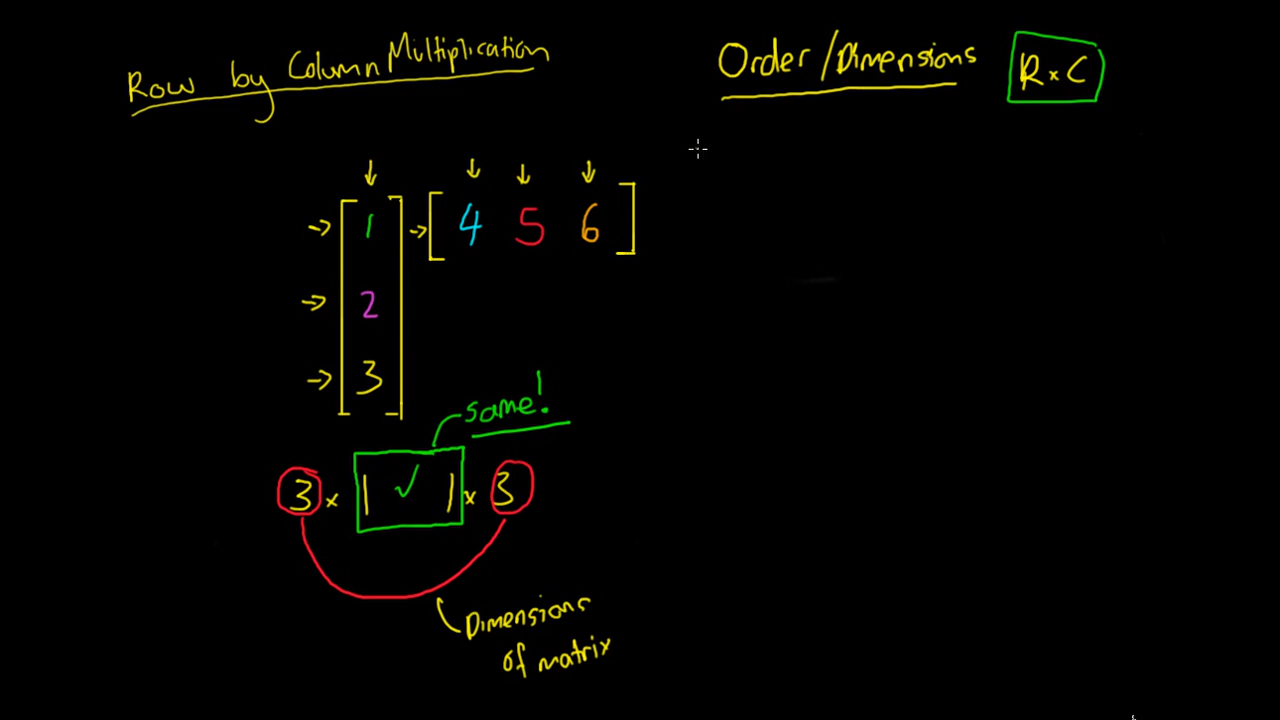 Row by Column Multiplication
Order/Dimensions R×C
↓ ↓ ↓ ↓
→ [ 1 ] → [ 4 5 6 ]
→ 2
→ 3
same!
3 × 1 ✓ 1 × 3
Dimensions
of matrix